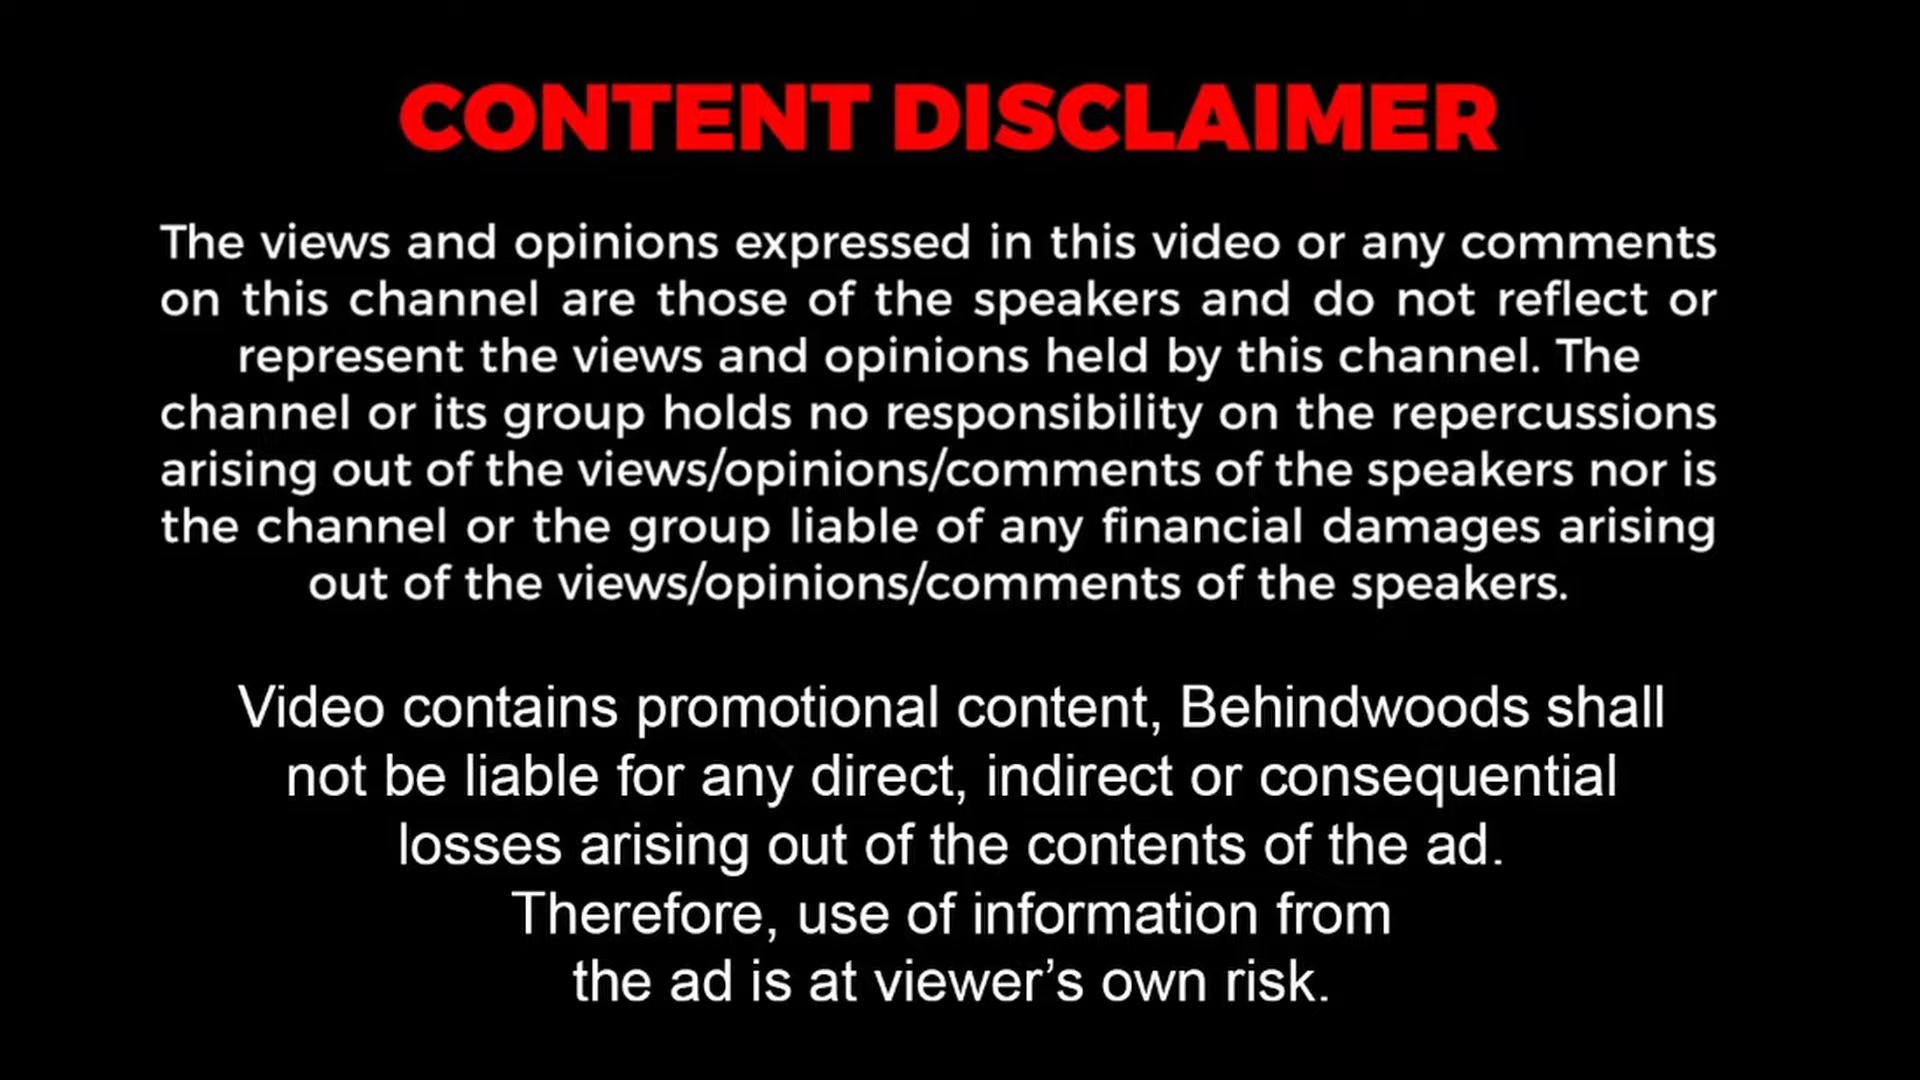 CONTENT DISCLAIMER
The views and opinions expressed in this video or any comments
on this channel are those of the speakers and do not reflect or
represent the views and opinions held by this channel. The
channel or its group holds no responsibility on the repercussions
arising out of the views/opinions/comments of the speakers nor is
the channel or the group liable of any financial damages arising
out of the views/opinions/comments of the speakers.
Video contains promotional content, Behindwoods shall
not be liable for any direct, indirect or consequential
losses arising out of the contents of the ad.
Therefore, use of information from
the ad is at viewer’s own risk.